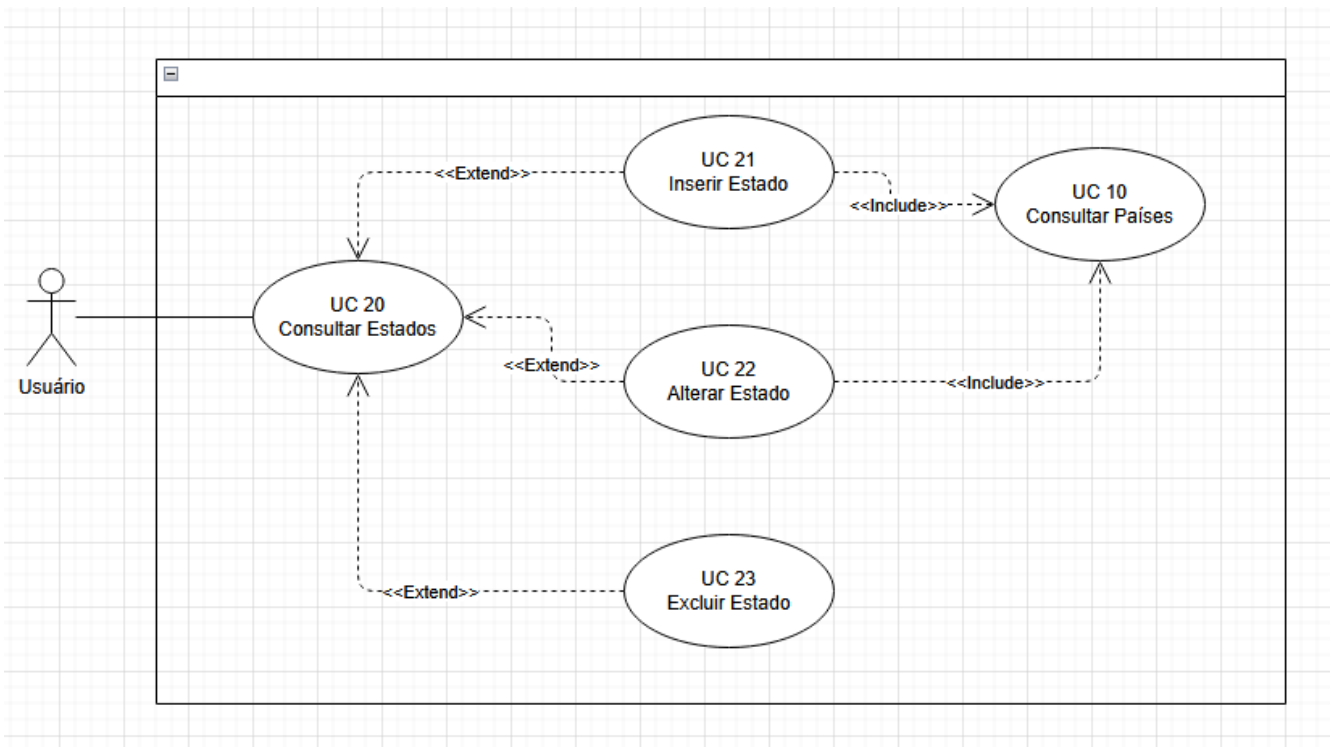 UC 21
Inserir Estado
<<Extend>>
UC 10
Consultar Países
<<Include>>
UC 20
Consultar Estados
<<Extend>>
UC 22
Alterar Estado
<<Include>>
Usuário
UC 23
Excluir Estado
<<Extend>>